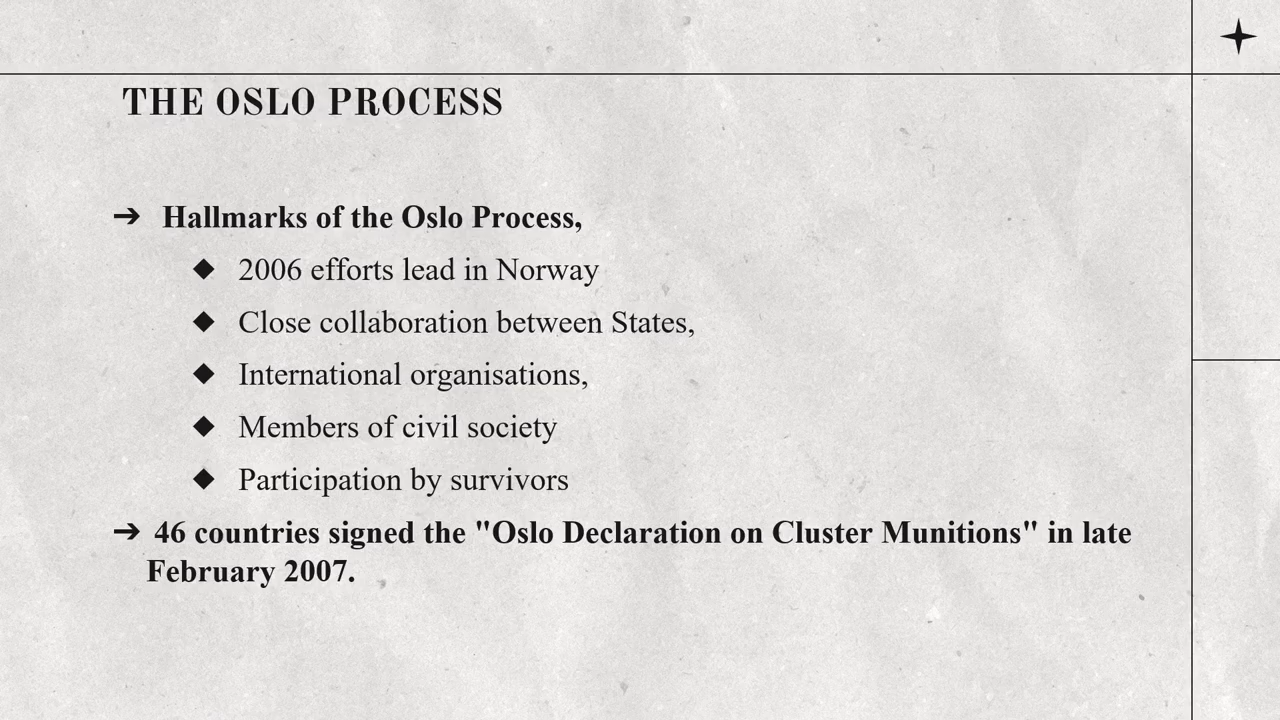 THE OSLO PROCESS
➔ Hallmarks of the Oslo Process,
◆ 2006 efforts lead in Norway
◆ Close collaboration between States,
◆ International organisations,
◆ Members of civil society
◆ Participation by survivors
➔ 46 countries signed the "Oslo Declaration on Cluster Munitions" in late
February 2007.